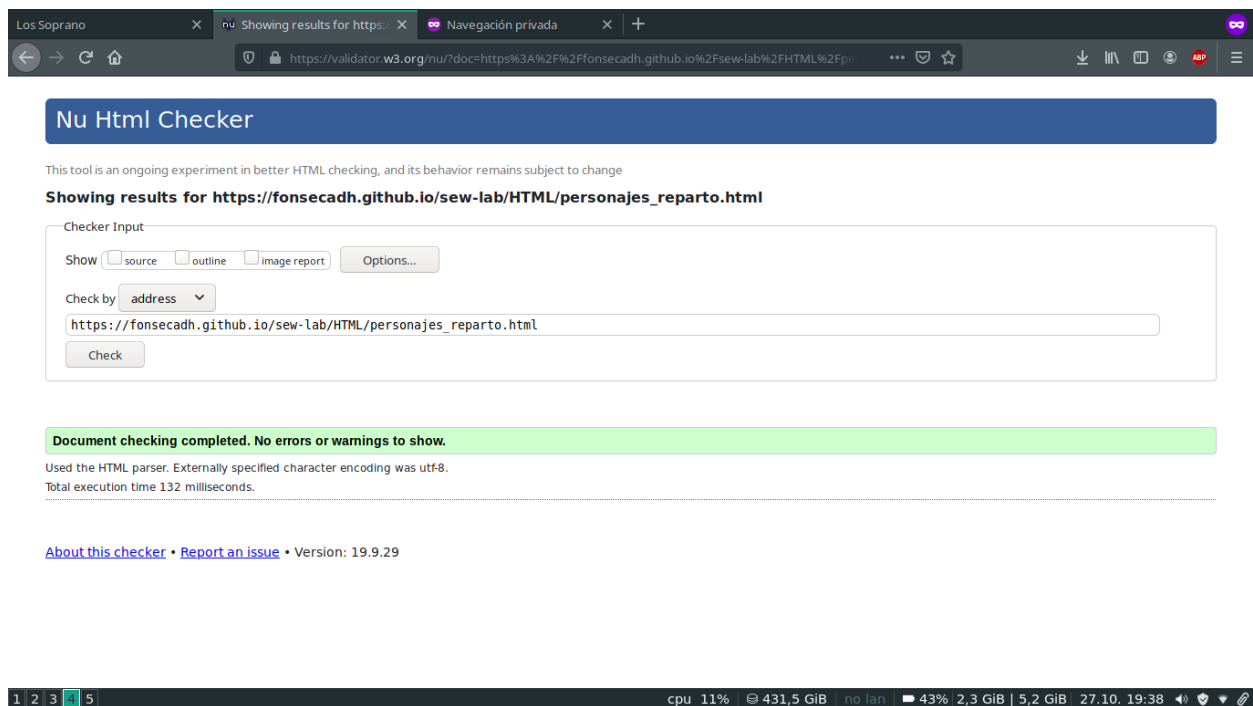 Los Soprano
nu Showing results for https:/
Navegación privada
https://validator.w3.org/nu/?doc=https%3A%2F%2Ffonsecadh.github.io%2Fsew-lab%2FHTML%2Fpe
ABP
Nu Html Checker
This tool is an ongoing experiment in better HTML checking, and its behavior remains subject to change
Showing results for https://fonsecadh.github.io/sew-lab/HTML/personajes_reparto.html
Checker Input
Show source outline image report Options...
Check by address
https://fonsecadh.github.io/sew-lab/HTML/personajes_reparto.html
Check
Document checking completed. No errors or warnings to show.
Used the HTML parser. Externally specified character encoding was utf-8.
Total execution time 132 milliseconds.
About this checker • Report an issue • Version: 19.9.29
1 2 3 4 5 cpu 11% 431,5 GiB no lan 43% 2,3 GiB | 5,2 GiB 27.10. 19:38